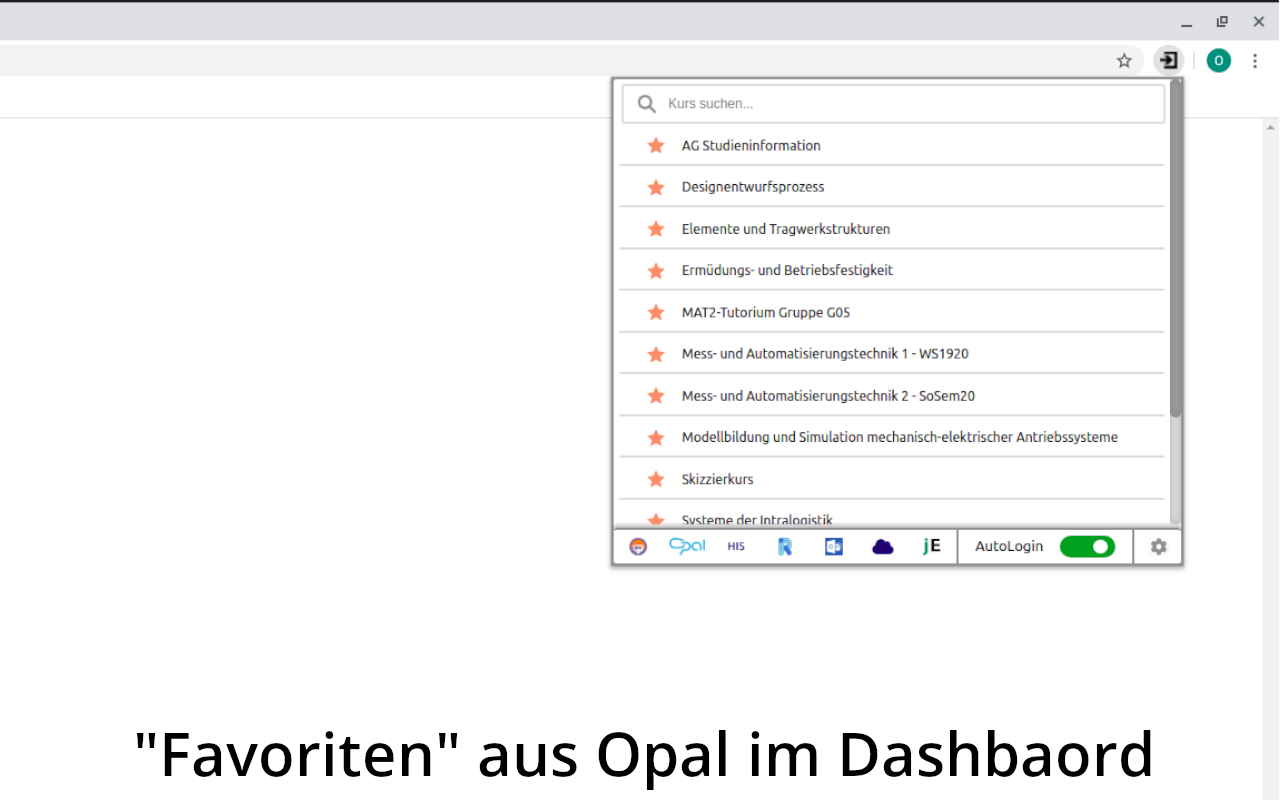 O
Kurs suchen...
AG Studieninformation
Designentwurfsprozess
Elemente und Tragwerkstrukturen
Ermüdungs- und Betriebsfestigkeit
MAT2-Tutorium Gruppe G05
Mess- und Automatisierungstechnik 1 - WS1920
Mess- und Automatisierungstechnik 2 - SoSem20
Modellbildung und Simulation mechanisch-elektrischer Antriebssysteme
Skizzierkurs
Systeme der Intralogistik
Opal HIS R jE AutoLogin
"Favoriten" aus Opal im Dashbaord